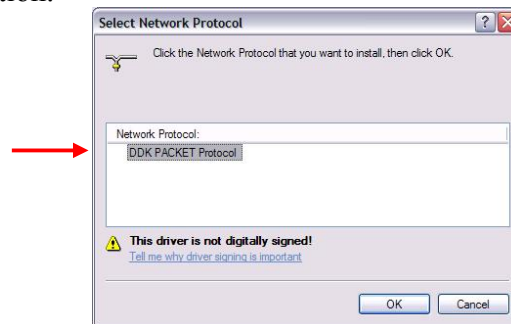 tion.
Select Network Protocol
Click the Network Protocol that you want to install, then click OK.
Network Protocol:
DDK PACKET Protocol
This driver is not digitally signed!
Tell me why driver signing is important
OK Cancel